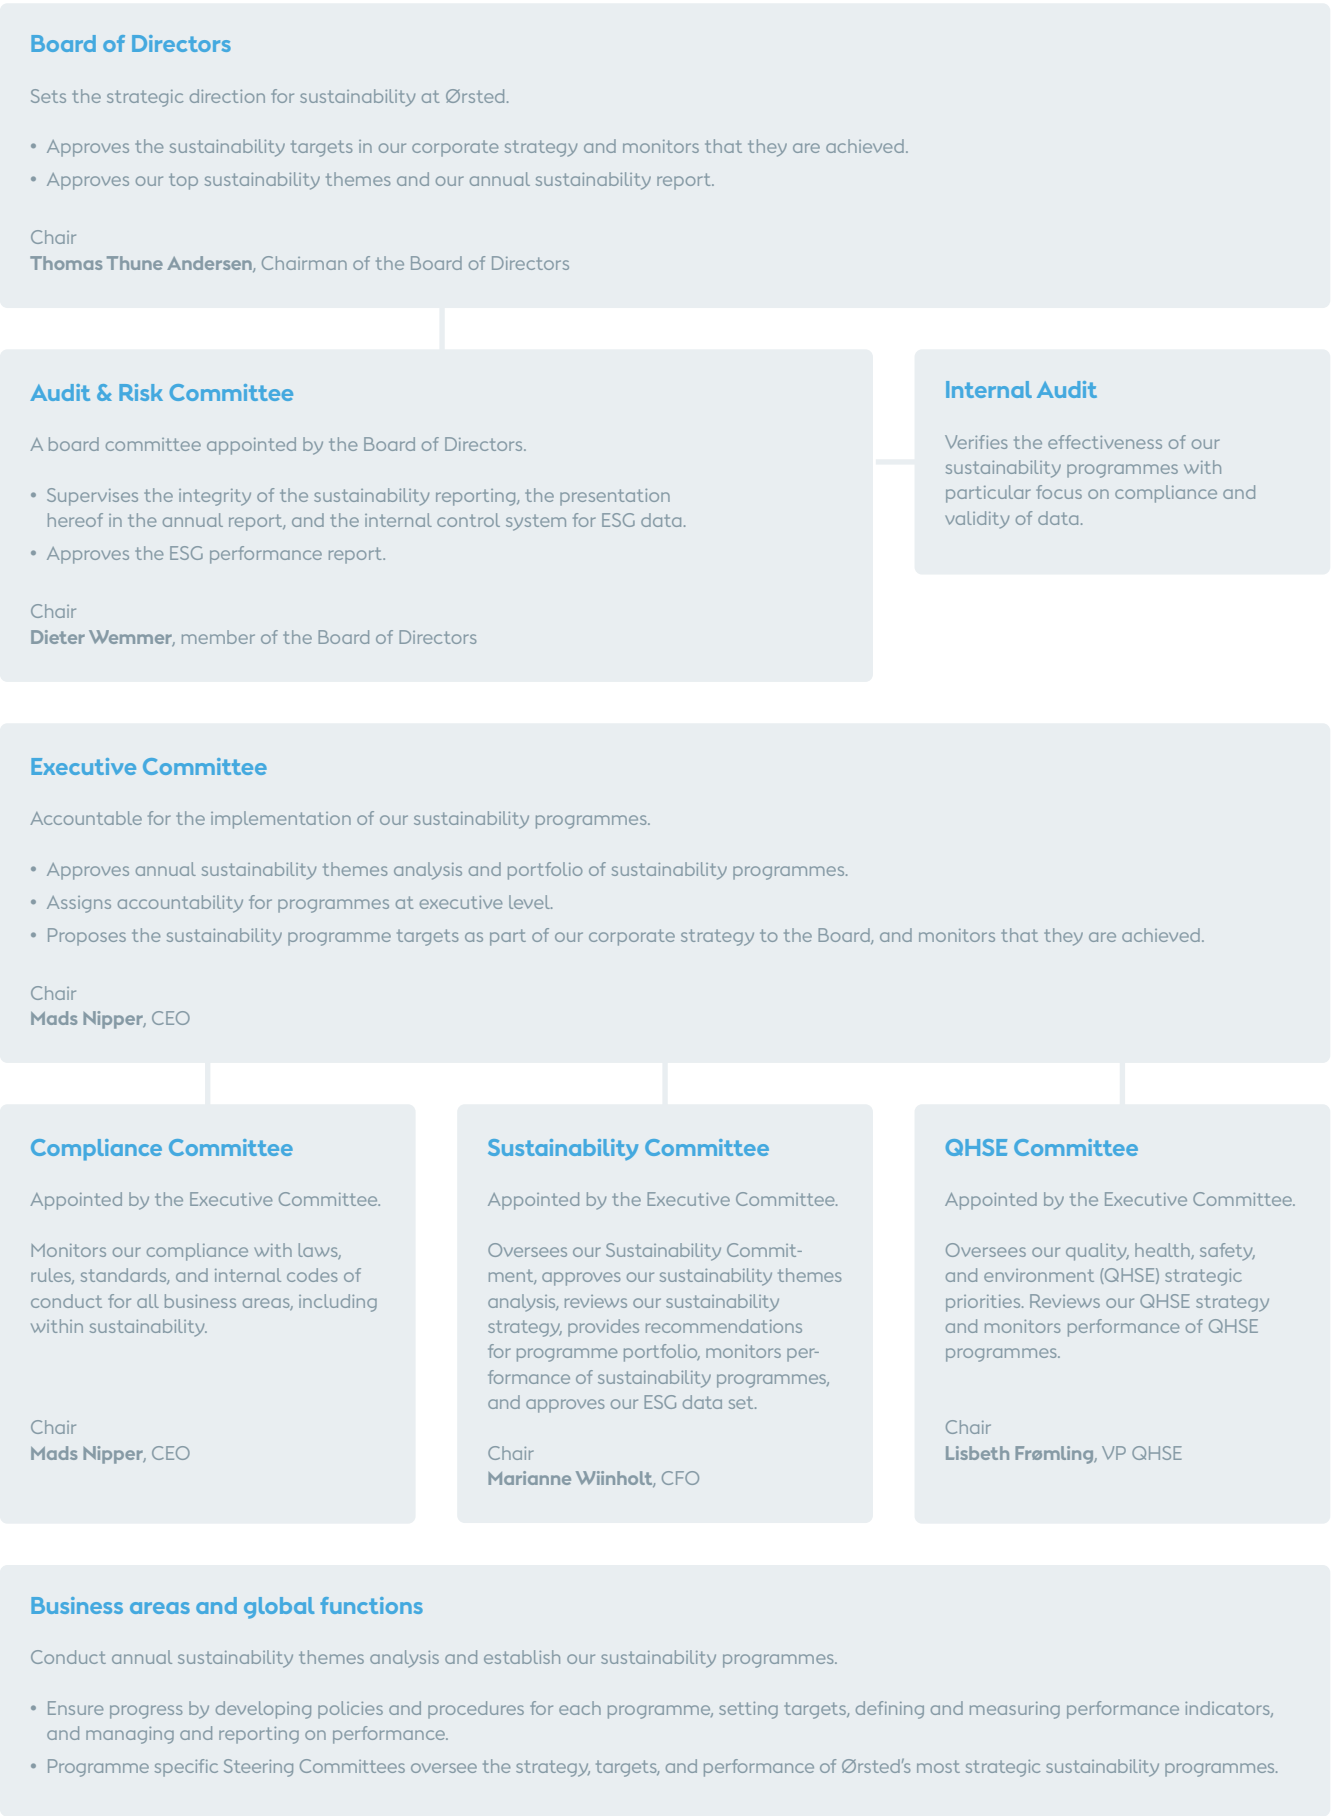 Board of Directors
Sets the strategic direction for sustainability at Ørsted.
• Approves the sustainability targets in our corporate strategy and monitors that they are achieved.
• Approves our top sustainability themes and our annual sustainability report.
Chair
Thomas Thune Andersen, Chairman of the Board of Directors
Audit & Risk Committee
A board committee appointed by the Board of Directors.
• Supervises the integrity of the sustainability reporting, the presentation
hereof in the annual report, and the internal control system for ESG data.
• Approves the ESG performance report.
Chair
Dieter Wemmer, member of the Board of Directors
Internal Audit
Verifies the effectiveness of our
sustainability programmes with
particular focus on compliance and
validity of data.
Executive Committee
Accountable for the implementation of our sustainability programmes.
• Approves annual sustainability themes analysis and portfolio of sustainability programmes.
• Assigns accountability for programmes at executive level.
• Proposes the sustainability programme targets as part of our corporate strategy to the Board, and monitors that they are achieved.
Chair
Mads Nipper, CEO
Compliance Committee
Appointed by the Executive Committee.
Monitors our compliance with laws,
rules, standards, and internal codes of
conduct for all business areas, including
within sustainability.
Chair
Mads Nipper, CEO
Sustainability Committee
Appointed by the Executive Committee.
Oversees our Sustainability Commit-
ment, approves our sustainability themes
analysis, reviews our sustainability
strategy, provides recommendations
for programme portfolio, monitors per-
formance of sustainability programmes,
and approves our ESG data set.
Chair
Marianne Wiinholt, CFO
QHSE Committee
Appointed by the Executive Committee.
Oversees our quality, health, safety,
and environment (QHSE) strategic
priorities. Reviews our QHSE strategy
and monitors performance of QHSE
programmes.
Chair
Lisbeth Frømling, VP QHSE
Business areas and global functions
Conduct annual sustainability themes analysis and establish our sustainability programmes.
• Ensure progress by developing policies and procedures for each programme, setting targets, defining and measuring performance indicators,
and managing and reporting on performance.
• Programme specific Steering Committees oversee the strategy, targets, and performance of Ørsted's most strategic sustainability programmes.